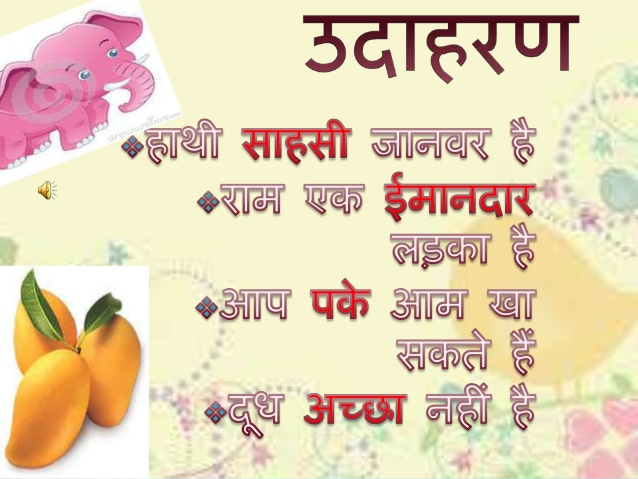 उदाहरण
हाथी साहसी जानवर है
राम एक ईमानदार
लड़का है
आप पके आम खा
सकते हैं
दूध अच्छा नहीं है